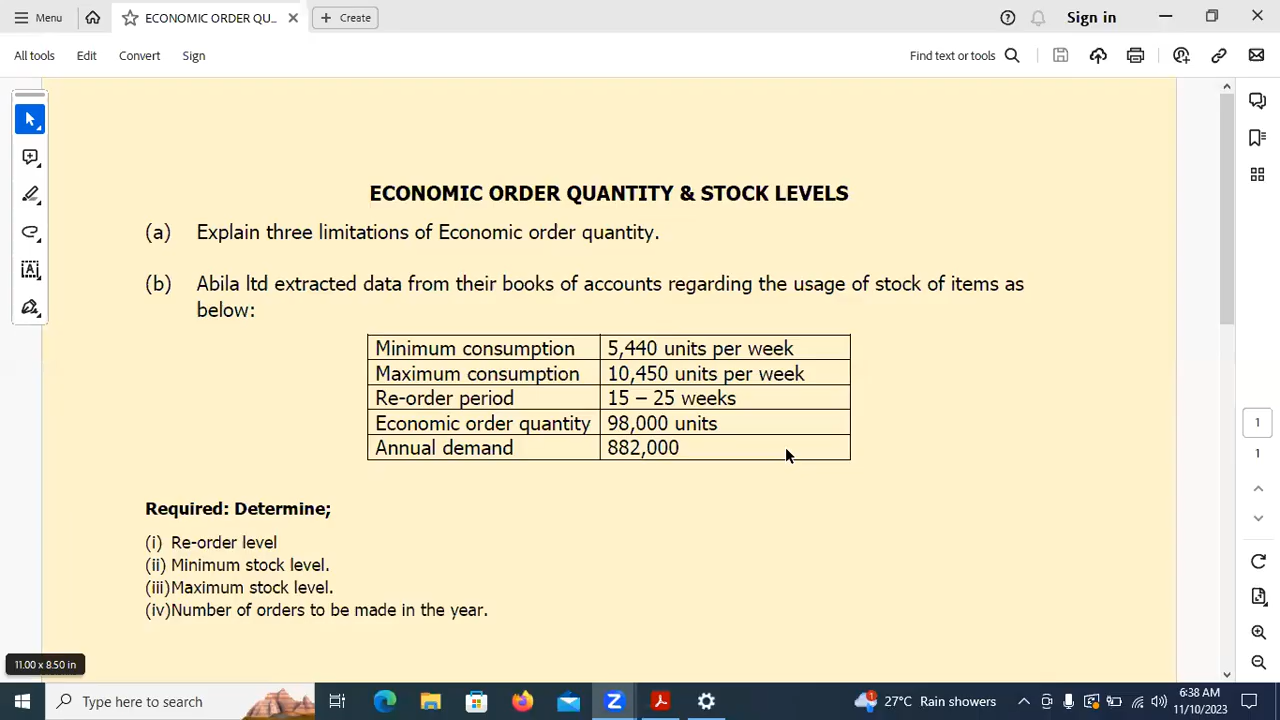 Menu
ECONOMIC ORDER QU...
Create
Sign in
All tools
Edit
Convert
Sign
Find text or tools
ECONOMIC ORDER QUANTITY & STOCK LEVELS
(a) Explain three limitations of Economic order quantity.
(b) Abila ltd extracted data from their books of accounts regarding the usage of stock of items as
below:
Minimum consumption 5,440 units per week
Maximum consumption 10,450 units per week
Re-order period 15 – 25 weeks
Economic order quantity 98,000 units
Annual demand 882,000
Required: Determine;
(i) Re-order level
(ii) Minimum stock level.
(iii)Maximum stock level.
(iv)Number of orders to be made in the year.
1
1
11.00 x 8.50 in
Type here to search
1
27°C Rain showers
6:38 AM
11/10/2023